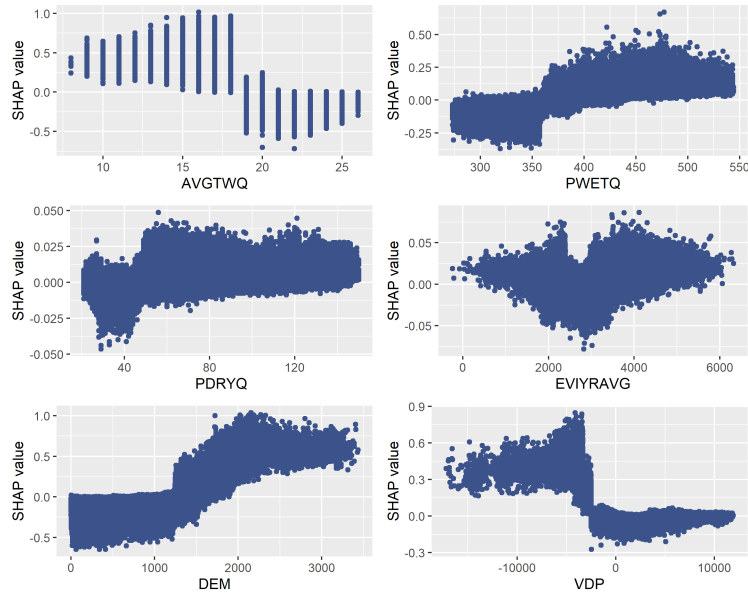 1.0
0.5
0.0
-0.5
SHAP value
10 15 20 25
AVGTWQ
0.50
0.25
0.00
-0.25
SHAP value
300 350 400 450 500 550
PWETQ
0.050
0.025
0.000
-0.025
-0.050
SHAP value
40 80 120
PDRYQ
0.05
0.00
-0.05
SHAP value
0 2000 4000 6000
EVIYRAVG
1.0
0.5
0.0
-0.5
SHAP value
0 1000 2000 3000
DEM
0.9
0.6
0.3
0.0
-0.3
SHAP value
-10000 0 10000
VDP